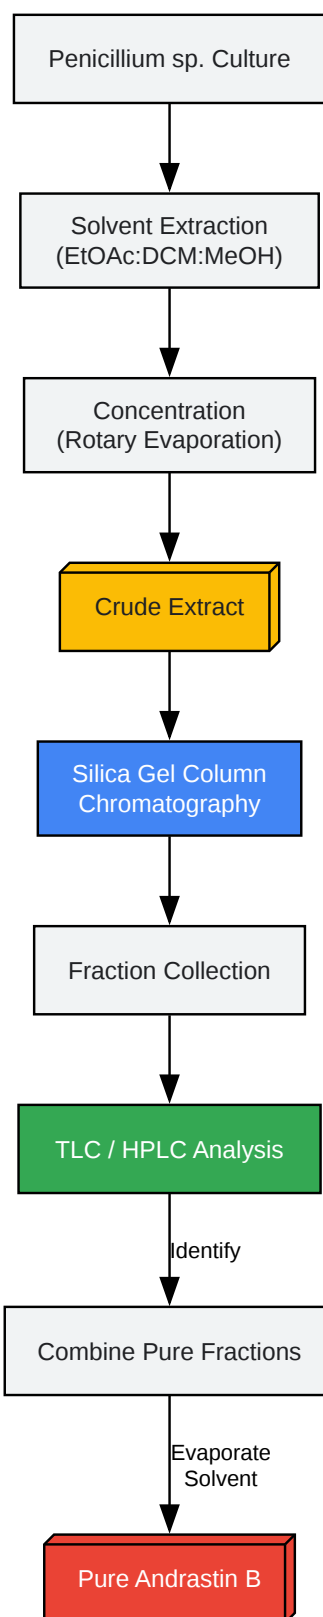 Penicillium sp. Culture
Solvent Extraction
(EtOAc:DCM:MeOH)
Concentration
(Rotary Evaporation)
Crude Extract
Silica Gel Column
Chromatography
Fraction Collection
TLC / HPLC Analysis
Identify
Combine Pure Fractions
Evaporate
Solvent
Pure Andrastin B